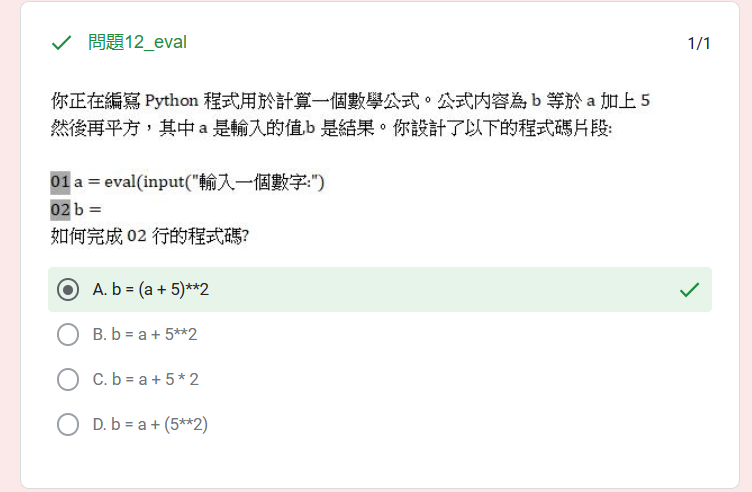 問題12_eval
1/1
你正在編寫 Python 程式用於計算一個數學公式。公式內容為 b 等於 a 加上 5
然後再平方，其中 a 是輸入的值,b 是結果。你設計了以下的程式碼片段:
01 a = eval(input("輸入一個數字:")
02 b =
如何完成 02 行的程式碼?
A. b = (a + 5)**2
B. b = a + 5**2
C. b = a + 5 * 2
D. b = a + (5**2)